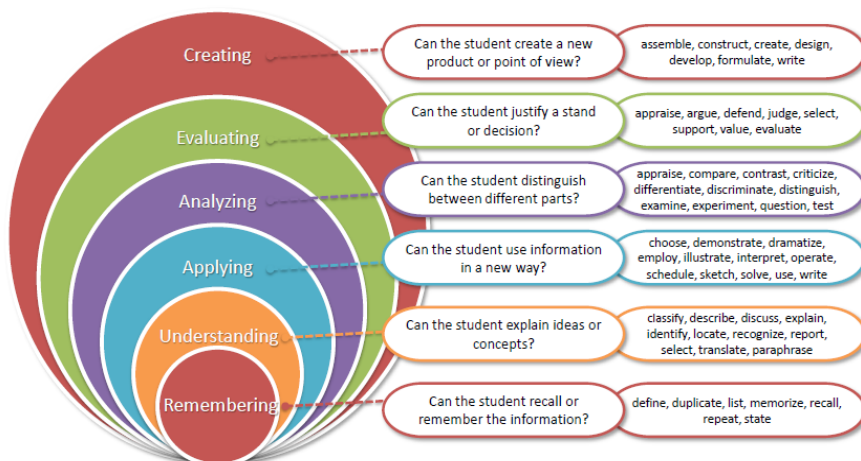 Creating
Can the student create a new
product or point of view?
assemble, construct, create, design,
develop, formulate, write
Evaluating
Can the student justify a stand
or decision?
appraise, argue, defend, judge, select,
support, value, evaluate
Analyzing
Can the student distinguish
between different parts?
appraise, compare, contrast, criticize,
differentiate, discriminate, distinguish,
examine, experiment, question, test
Applying
Can the student use information
in a new way?
choose, demonstrate, dramatize,
employ, illustrate, interpret, operate,
schedule, sketch, solve, use, write
Understanding
Can the student explain ideas or
concepts?
classify, describe, discuss, explain,
identify, locate, recognize, report,
select, translate, paraphrase
Remembering
Can the student recall or
remember the information?
define, duplicate, list, memorize, recall,
repeat, state